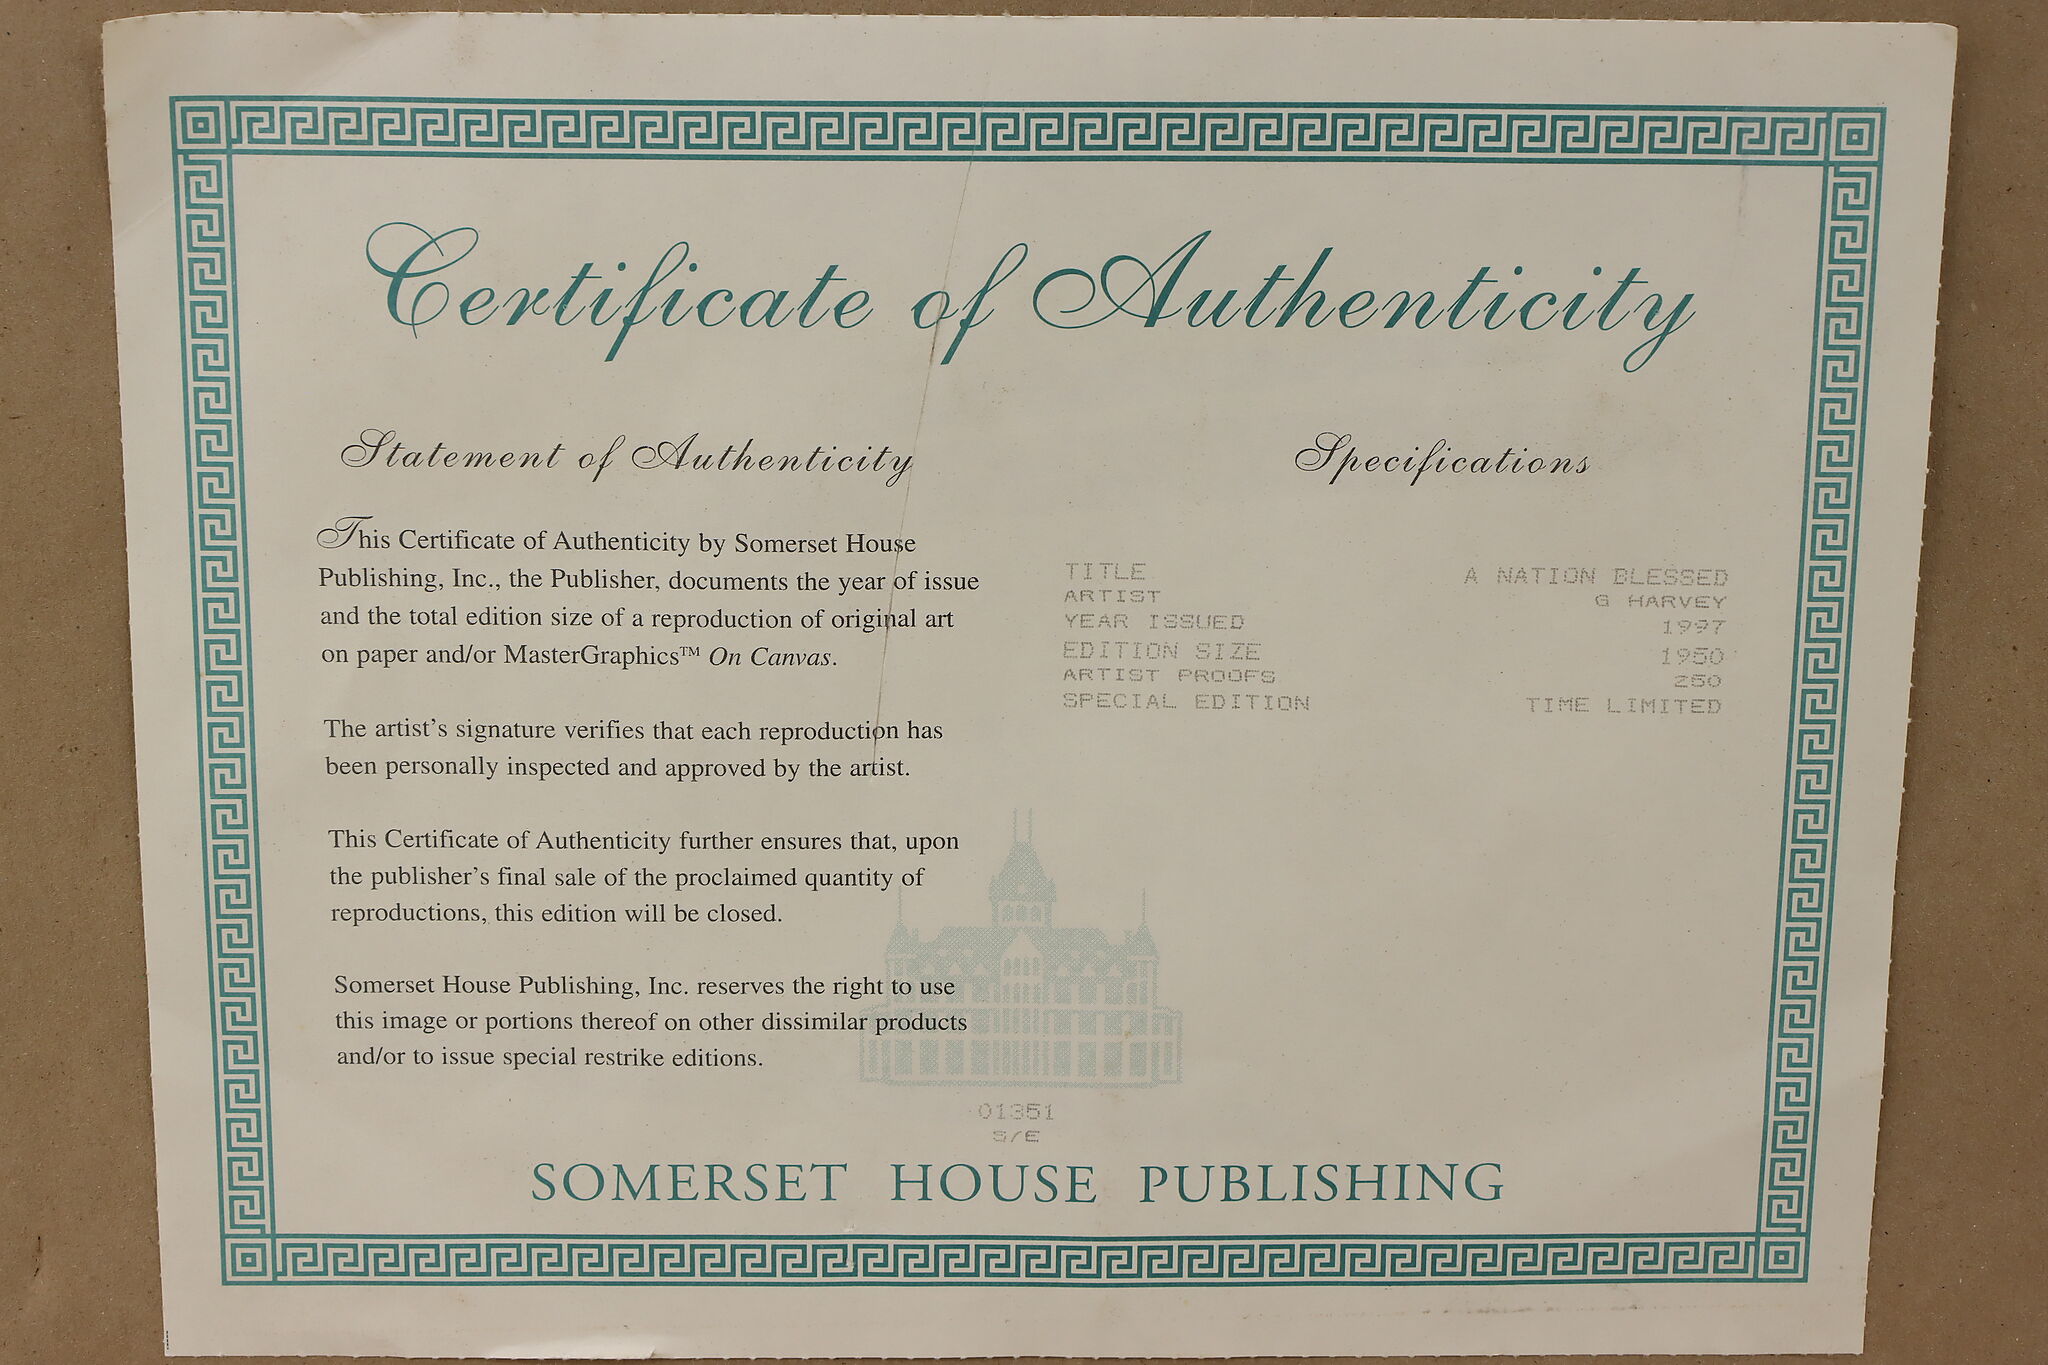 Certificate of Authenticity
Statement of Authenticity
This Certificate of Authenticity by Somerset House
Publishing, Inc., the Publisher, documents the year of issue
and the total edition size of a reproduction of original art
on paper and/or MasterGraphics™ On Canvas.
The artist's signature verifies that each reproduction has
been personally inspected and approved by the artist.
This Certificate of Authenticity further ensures that, upon
the publisher's final sale of the proclaimed quantity of
reproductions, this edition will be closed.
Somerset House Publishing, Inc. reserves the right to use
this image or portions thereof on other dissimilar products
and/or to issue special restrike editions.
Specifications
TITLE A NATION BLESSED
ARTIST G HARVEY
YEAR ISSUED 1997
EDITION SIZE 1950
ARTIST PROOFS 250
SPECIAL EDITION TIME LIMITED
01351
S/E
SOMERSET HOUSE PUBLISHING